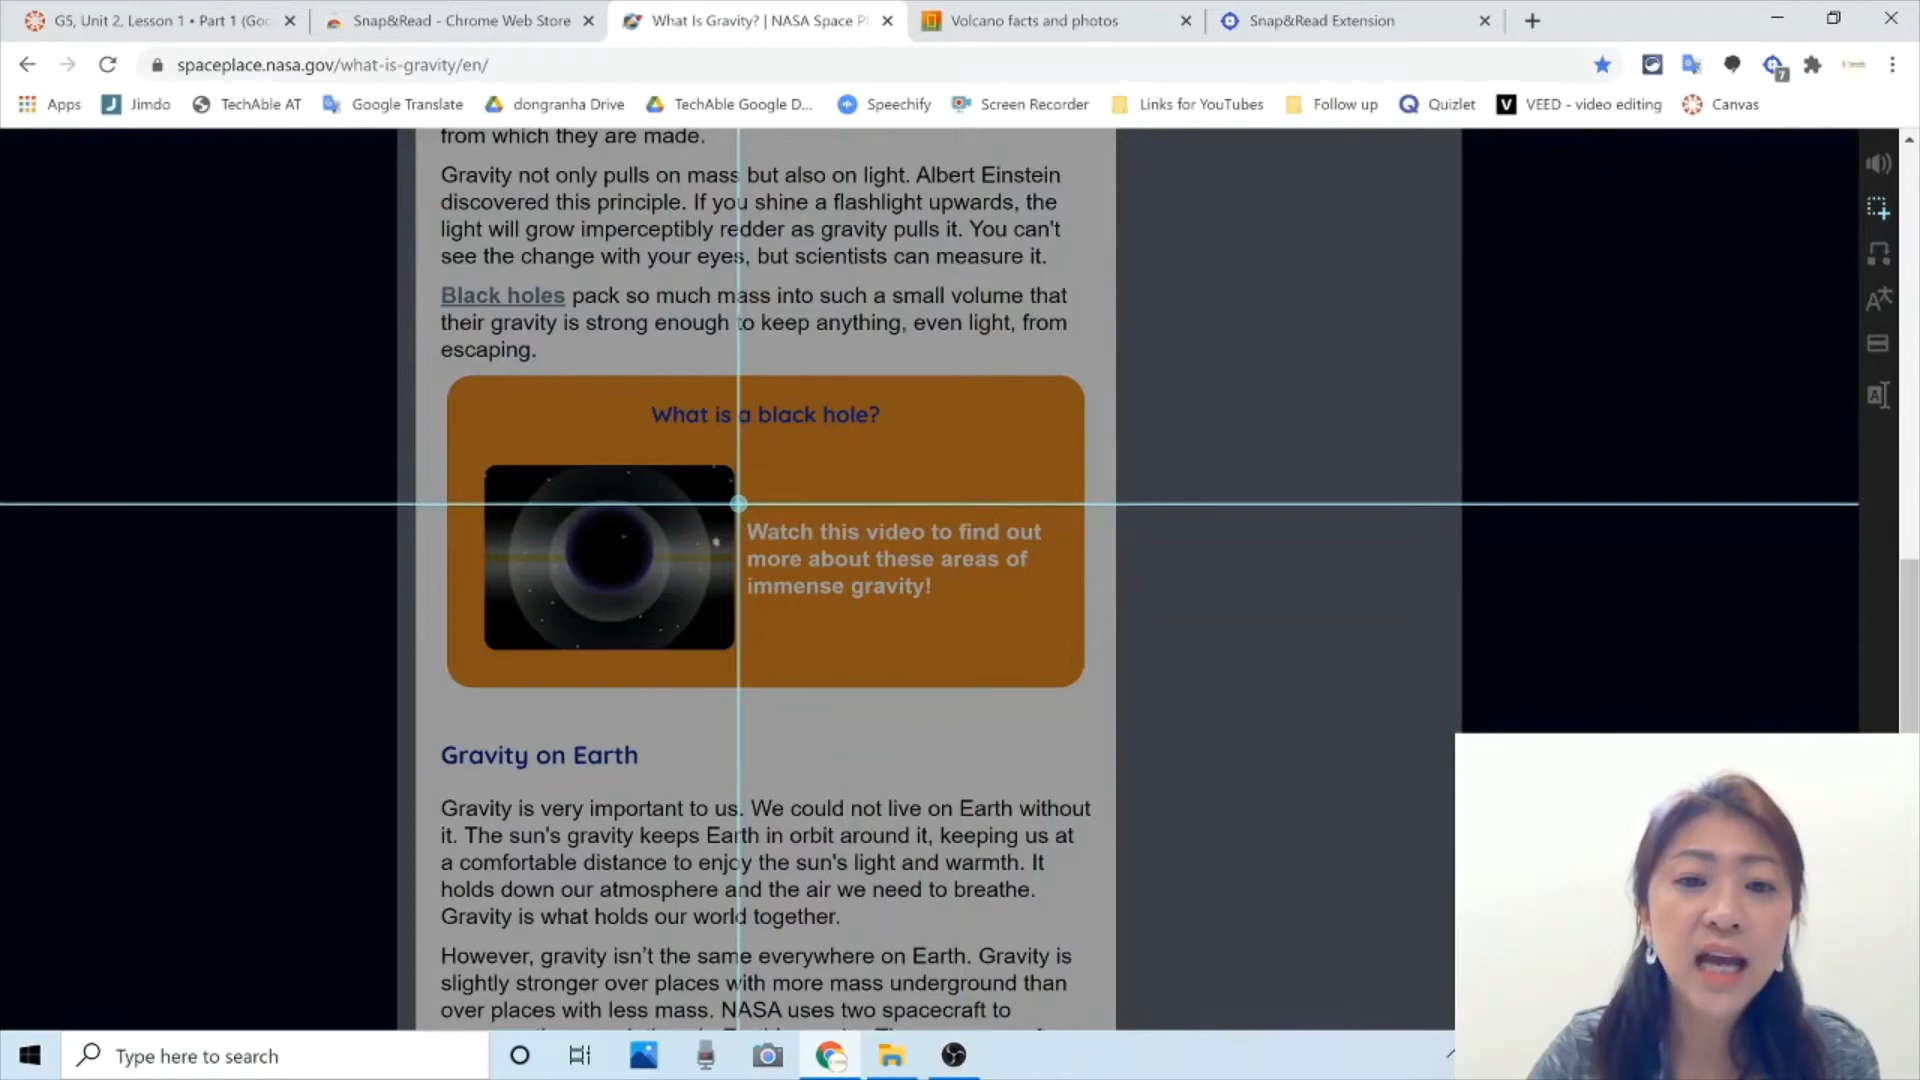 G5, Unit 2, Lesson 1 • Part 1 (Go
Snap&Read - Chrome Web Store
What Is Gravity? | NASA Space Pl
Volcano facts and photos
Snap&Read Extension
spaceplace.nasa.gov/what-is-gravity/en/
7
Apps
Jimdo
TechAble AT
Google Translate
dongranha Drive
TechAble Google D...
Speechify
Screen Recorder
Links for YouTubes
Follow up
Quizlet
VEED - video editing
Canvas
from which they are made.
Gravity not only pulls on mass but also on light. Albert Einstein
discovered this principle. If you shine a flashlight upwards, the
light will grow imperceptibly redder as gravity pulls it. You can't
see the change with your eyes, but scientists can measure it.
Black holes pack so much mass into such a small volume that
their gravity is strong enough to keep anything, even light, from
escaping.
What is a black hole?
Watch this video to find out
more about these areas of
immense gravity!
Gravity on Earth
Gravity is very important to us. We could not live on Earth without
it. The sun's gravity keeps Earth in orbit around it, keeping us at
a comfortable distance to enjoy the sun's light and warmth. It
holds down our atmosphere and the air we need to breathe.
Gravity is what holds our world together.
However, gravity isn't the same everywhere on Earth. Gravity is
slightly stronger over places with more mass underground than
over places with less mass. NASA uses two spacecraft to
Type here to search